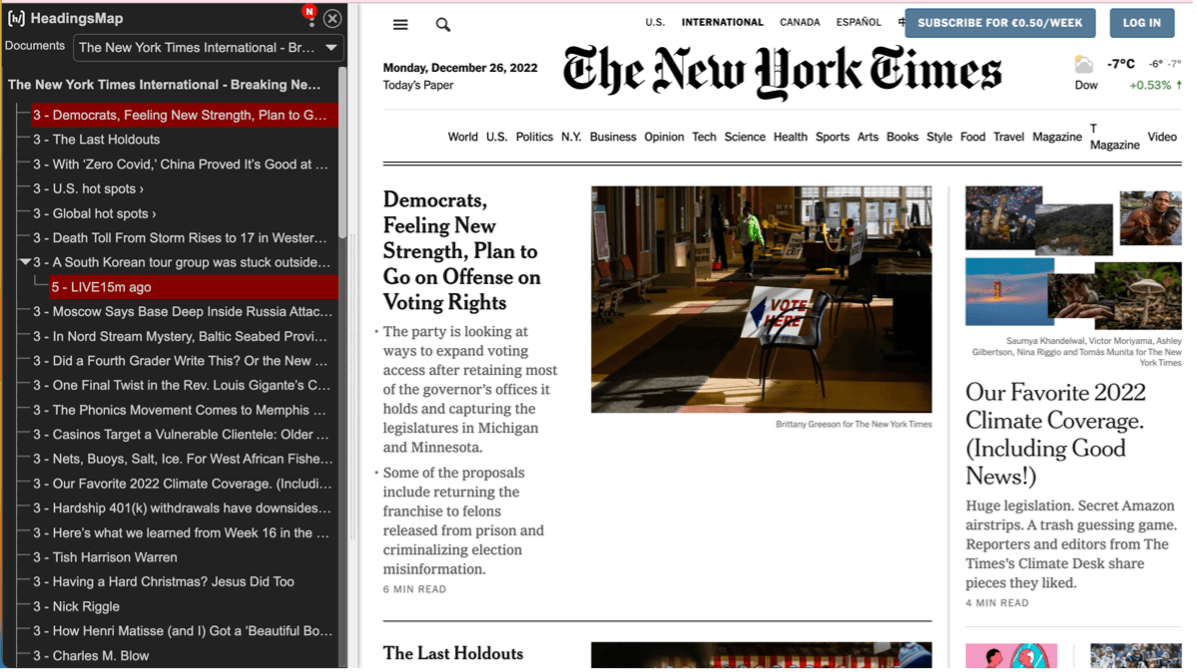 HeadingsMap
N
Documents
The New York Times International - Br...
The New York Times International - Breaking Ne...
3 - Democrats, Feeling New Strength, Plan to G...
3 - The Last Holdouts
3 - With ‘Zero Covid,’ China Proved It’s Good at ...
3 - U.S. hot spots ›
3 - Global hot spots ›
3 - Death Toll From Storm Rises to 17 in Wester...
3 - A South Korean tour group was stuck outside...
5 - LIVE15m ago
3 - Moscow Says Base Deep Inside Russia Attac...
3 - In Nord Stream Mystery, Baltic Seabed Provi...
3 - Did a Fourth Grader Write This? Or the New ...
3 - One Final Twist in the Rev. Louis Gigante’s C...
3 - The Phonics Movement Comes to Memphis ...
3 - Casinos Target a Vulnerable Clientele: Older ...
3 - Nets, Buoys, Salt, Ice. For West African Fishe...
3 - Our Favorite 2022 Climate Coverage. (Includi...
3 - Hardship 401(k) withdrawals have downsides...
3 - Here’s what we learned from Week 16 in the ...
3 - Tish Harrison Warren
3 - Having a Hard Christmas? Jesus Did Too
3 - Nick Riggle
3 - How Henri Matisse (and I) Got a ‘Beautiful Bo...
3 - Charles M. Blow
U.S. INTERNATIONAL CANADA ESPAÑOL
SUBSCRIBE FOR €0.50/WEEK
LOG IN
Monday, December 26, 2022
Today’s Paper
The New York Times
-7°C -6° -7°
Dow +0.53% ↑
World U.S. Politics N.Y. Business Opinion Tech Science Health Sports Arts Books Style Food Travel Magazine T Magazine Video
Democrats,
Feeling New
Strength, Plan to
Go on Offense on
Voting Rights
• The party is looking at
ways to expand voting
access after retaining most
of the governor’s offices it
holds and capturing the
legislatures in Michigan
and Minnesota.
• Some of the proposals
include returning the
franchise to felons
released from prison and
criminalizing election
misinformation.
6 MIN READ
VOTE
HERE
Brittany Greeson for The New York Times
Saumya Khandelwal, Victor Moriyama, Ashley
Gilbertson, Nina Riggio and Tomás Munita for The New
York Times
Our Favorite 2022
Climate Coverage.
(Including Good
News!)
Huge legislation. Secret Amazon
airstrips. A trash guessing game.
Reporters and editors from The
Times’s Climate Desk share
pieces they liked.
4 MIN READ
The Last Holdouts